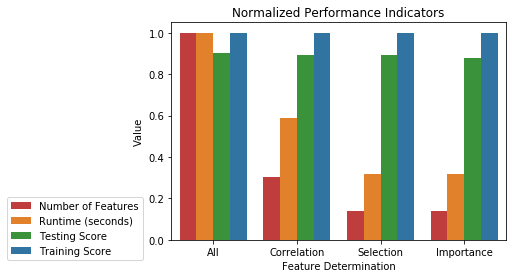 Normalized Performance Indicators
1.0
0.8
0.6
0.4
0.2
0.0
Value
All Correlation Selection Importance
Feature Determination
Number of Features
Runtime (seconds)
Testing Score
Training Score